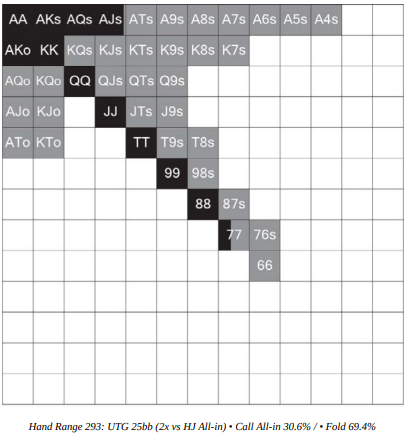 AA AKs AQs AJs ATs A9s A8s A7s A6s A5s A4s
AKo KK KQs KJs KTs K9s K8s K7s
AQo KQo QQ QJs QTs Q9s
AJo KJo JJ JTs J9s
ATo KTo TT T9s T8s
99 98s
88 87s
77 76s
66
Hand Range 293: UTG 25bb (2x vs HJ All-in) • Call All-in 30.6% / • Fold 69.4%